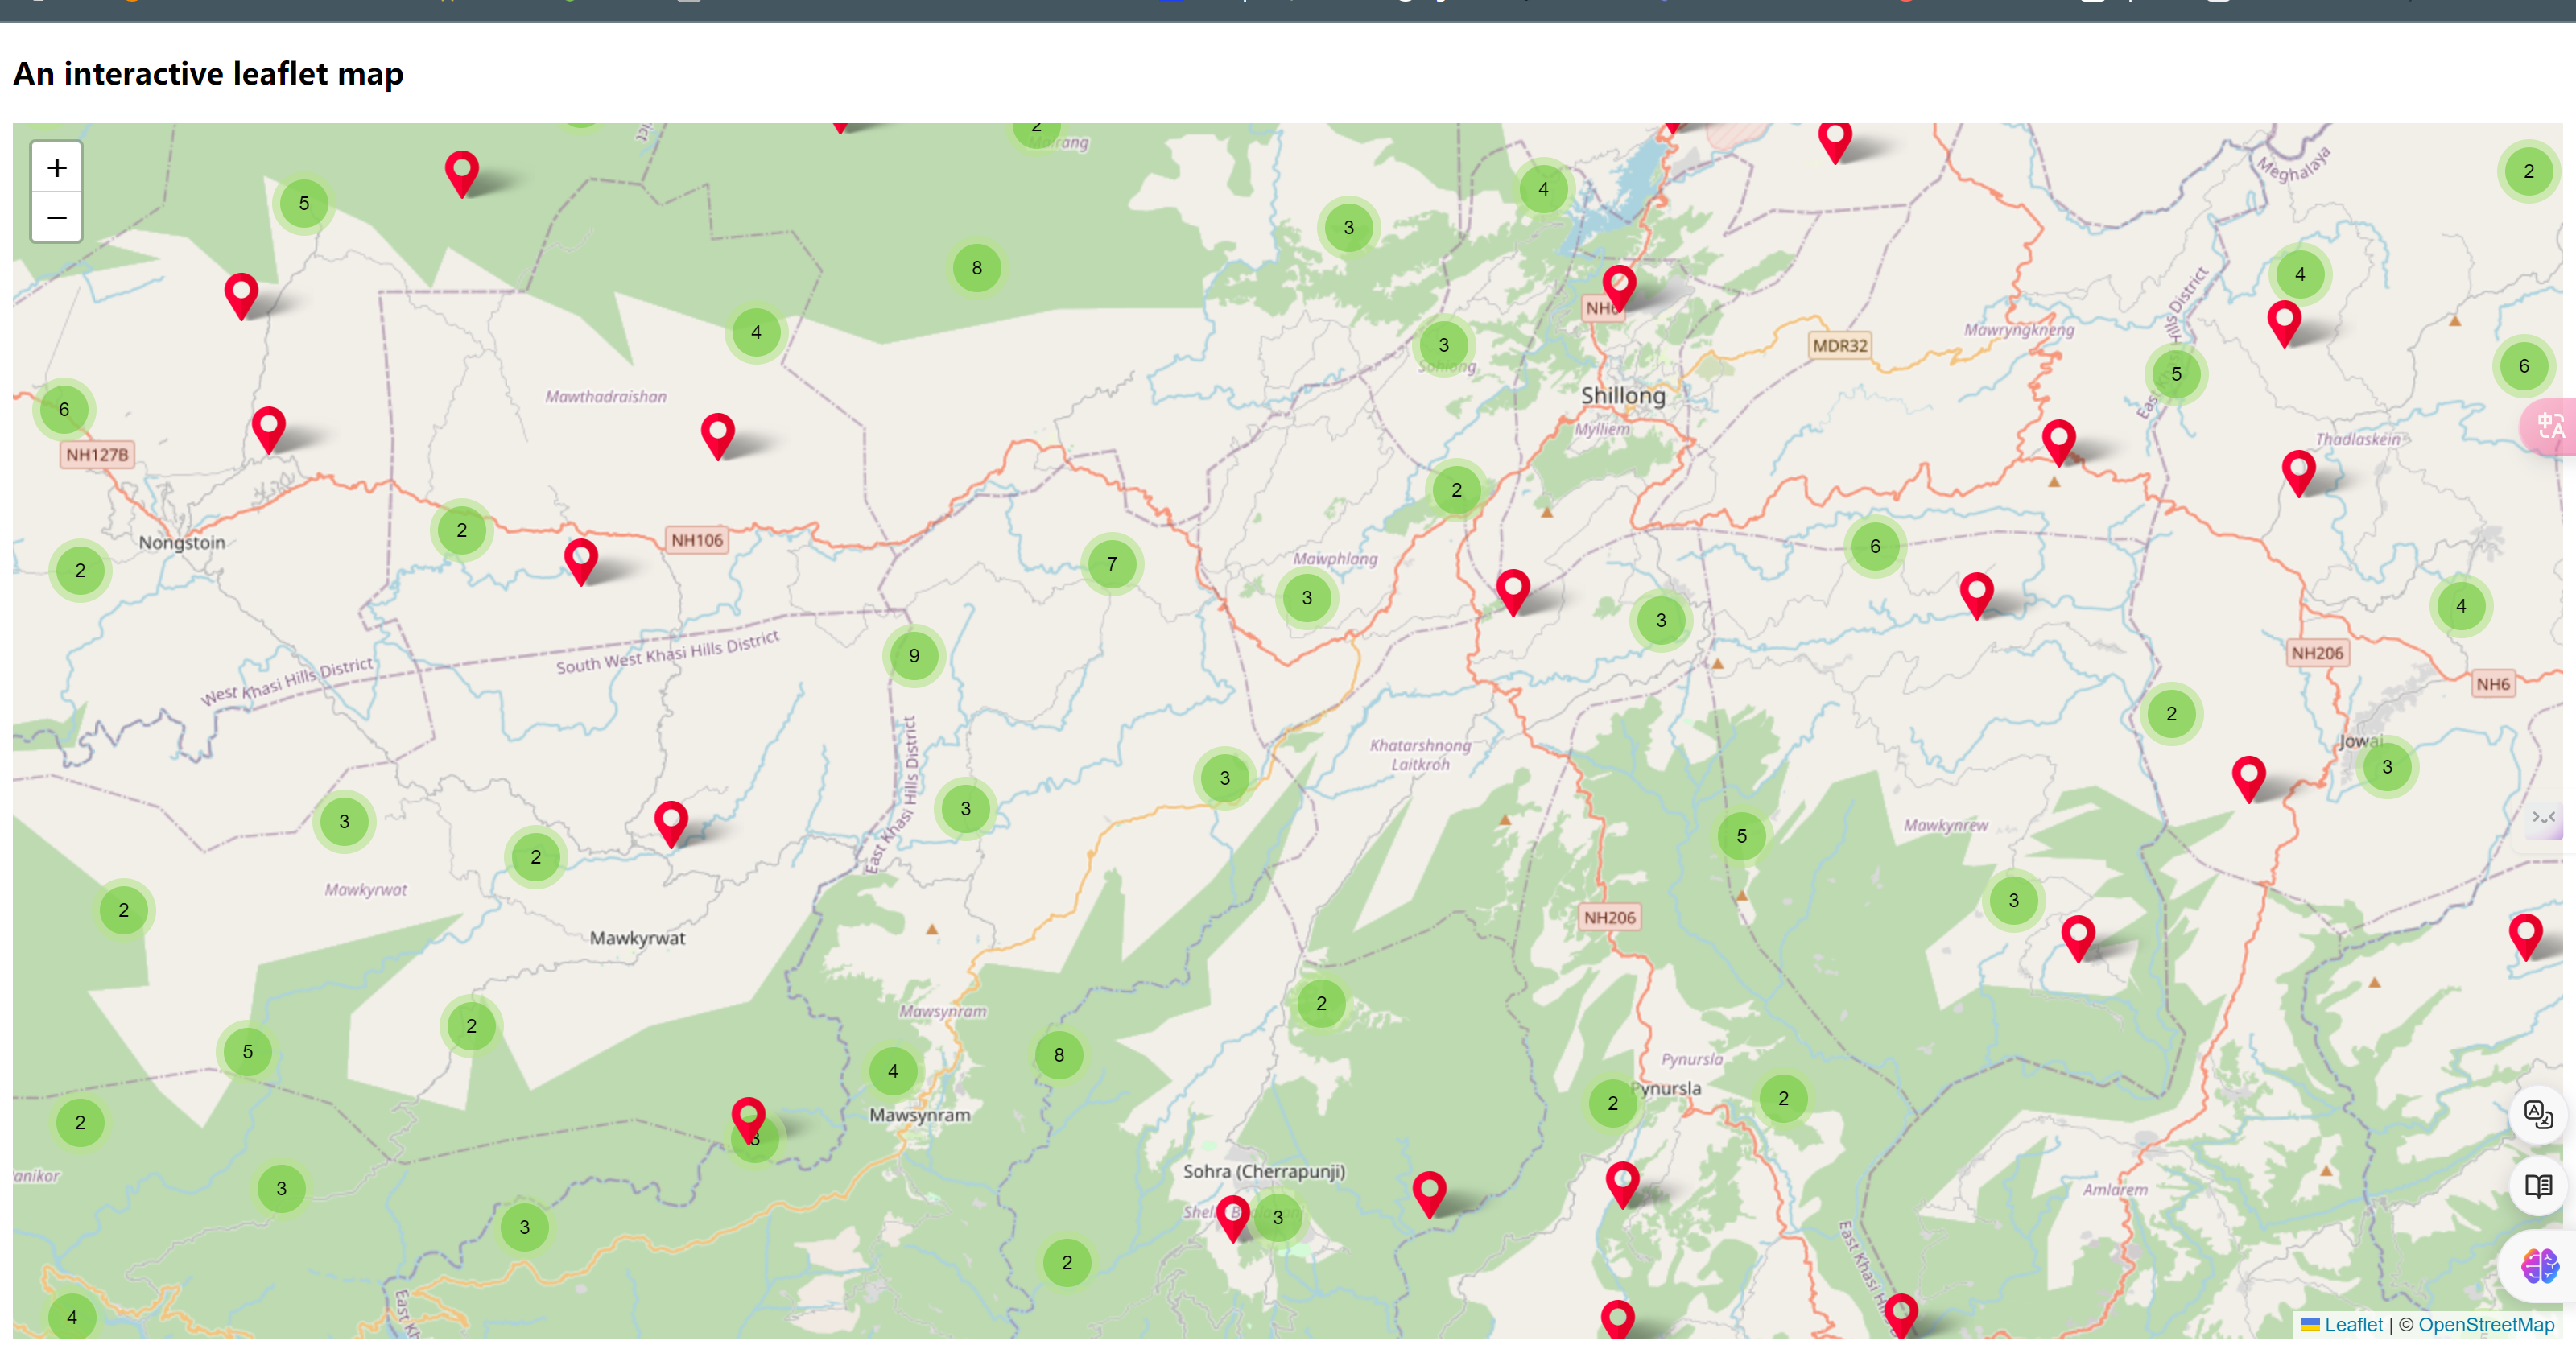 An interactive leaflet map
+
−
2
Mairang
Meghalaya
2
5
4
3
8
4
4
NH6
3
Mawryngkneng
MDR32
6
5
Shillong
Mawthadraishan
6
Mylliem
Thadlaskein
NH127B
2
2
Nongstoin
NH106
6
Mawphlang
7
2
3
4
3
West Khasi Hills District
South West Khasi Hills District
9
NH206
NH6
2
Jowai
Khatarshnong
Laitkroh
3
3
3
East Khasi Hills District
3
5
Mawkynrew
2
Mawkyrwat
3
2
NH206
Mawkyrwat
2
Mawsynram
2
5
8
Pynursla
4
Pynursla
2
2
Mawsynram
2
3
Sohra (Cherrapunji)
3
Amlarem
3
3
2
4
Leaflet | © OpenStreetMap